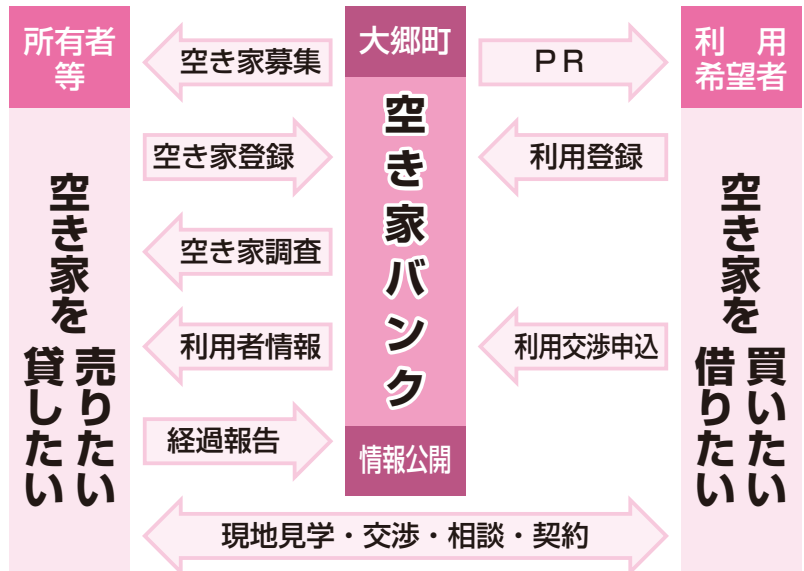 所有者
等
空き家を
売りたい
貸したい
空き家募集
空き家登録
空き家調査
利用者情報
経過報告
大郷町
空き家バンク
情報公開
PR
利用登録
利用交渉申込
利用
希望者
空き家を
買いたい
借りたい
現地見学・交渉・相談・契約